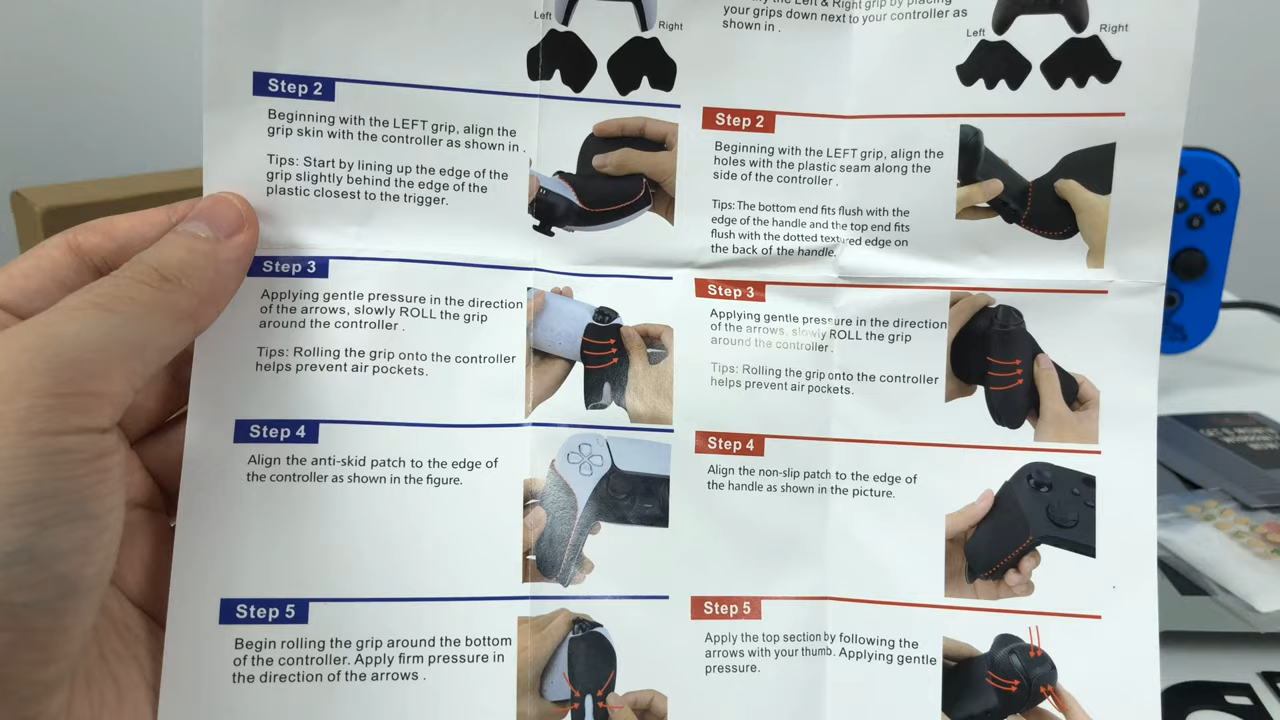 Left
Right
Step 2
Beginning with the LEFT grip, align the
grip skin with the controller as shown in .
Tips: Start by lining up the edge of the
grip slightly behind the edge of the
plastic closest to the trigger.
Step 3
Applying gentle pressure in the direction
of the arrows, slowly ROLL the grip
around the controller .
Tips: Rolling the grip onto the controller
helps prevent air pockets.
Step 4
Align the anti-skid patch to the edge of
the controller as shown in the figure.
Step 5
Begin rolling the grip around the bottom
of the controller. Apply firm pressure in
the direction of the arrows .
the Left & Right grip by placing
your grips down next to your controller as
shown in .
Left
Right
Step 2
Beginning with the LEFT grip, align the
holes with the plastic seam along the
side of the controller .
Tips: The bottom end fits flush with the
edge of the handle and the top end fits
flush with the dotted textured edge on
the back of the handle.
Step 3
Applying gentle pressure in the direction
of the arrows, slowly ROLL the grip
around the controller .
Tips: Rolling the grip onto the controller
helps prevent air pockets.
Step 4
Align the non-slip patch to the edge of
the handle as shown in the picture.
Step 5
Apply the top section by following the
arrows with your thumb. Applying gentle
pressure.
X
Y
A
B